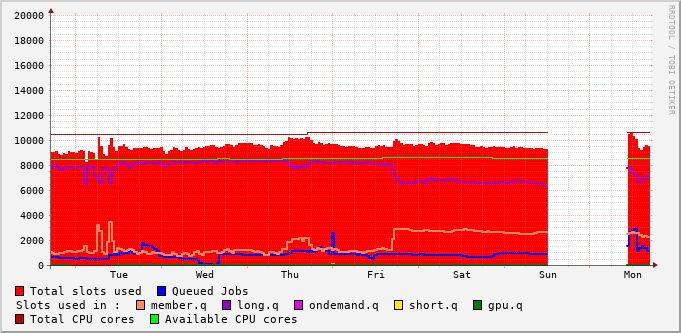 20000
18000
16000
14000
12000
10000
8000
6000
4000
2000
0
Tue Wed Thu Fri Sat Sun Mon
RRDTOOL / TOBI OETIKER
Total slots used Queued Jobs
Slots used in : member.q long.q ondemand.q short.q gpu.q
Total CPU cores Available CPU cores